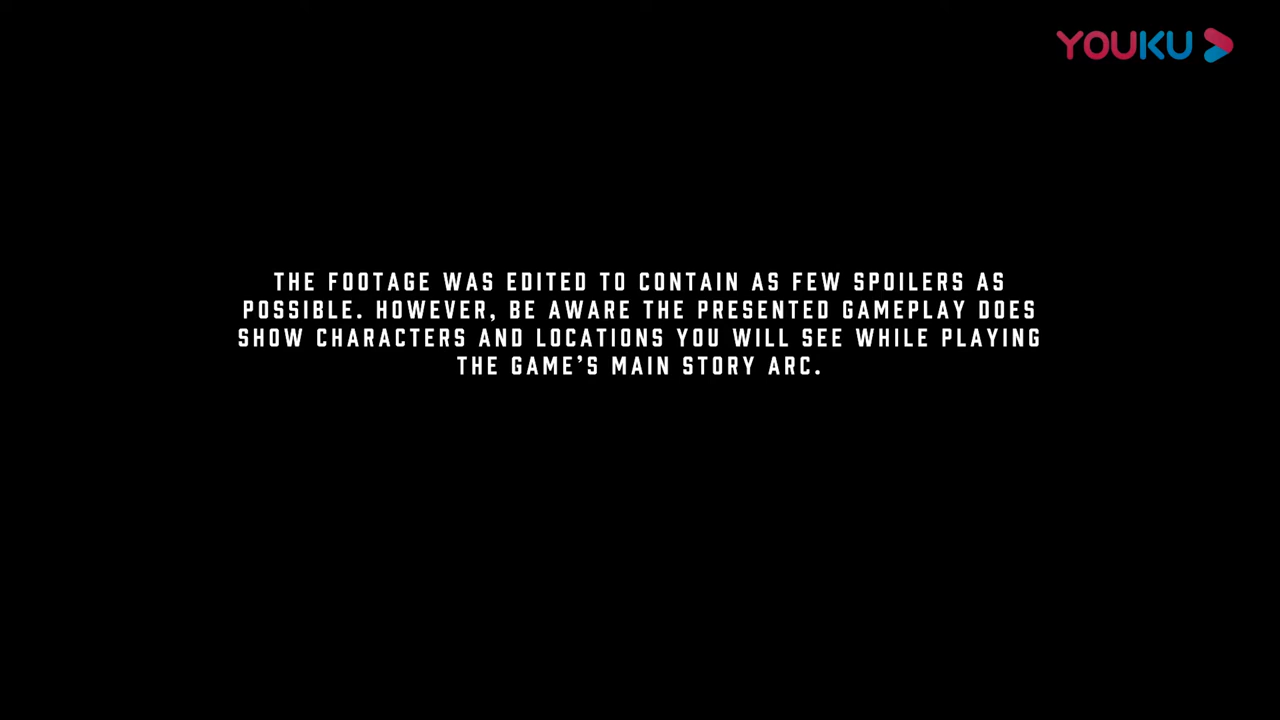 YOUKU
THE FOOTAGE WAS EDITED TO CONTAIN AS FEW SPOILERS AS
POSSIBLE. HOWEVER, BE AWARE THE PRESENTED GAMEPLAY DOES
SHOW CHARACTERS AND LOCATIONS YOU WILL SEE WHILE PLAYING
THE GAME’S MAIN STORY ARC.